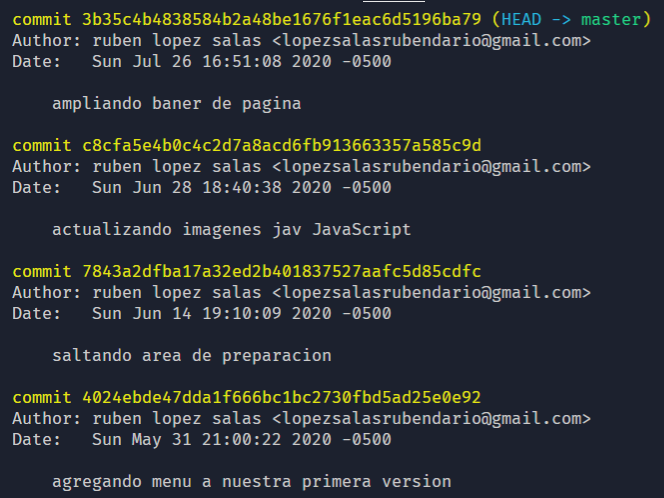 commit 3b35c4b4838584b2a48be1676f1eac6d5196ba79 (HEAD -> master)
Author: ruben lopez salas <lopezsalasrubendario@gmail.com>
Date:   Sun Jul 26 16:51:08 2020 -0500
ampliando baner de pagina
commit c8cfa5e4b0c4c2d7a8acd6fb913663357a585c9d
Author: ruben lopez salas <lopezsalasrubendario@gmail.com>
Date:   Sun Jun 28 18:40:38 2020 -0500
actualizando imagenes jav JavaScript
commit 7843a2dfba17a32ed2b401837527aafc5d85cdfc
Author: ruben lopez salas <lopezsalasrubendario@gmail.com>
Date:   Sun Jun 14 19:10:09 2020 -0500
saltando area de preparacion
commit 4024ebde47dda1f666bc1bc2730fbd5ad25e0e92
Author: ruben lopez salas <lopezsalasrubendario@gmail.com>
Date:   Sun May 31 21:00:22 2020 -0500
agregando menu a nuestra primera version